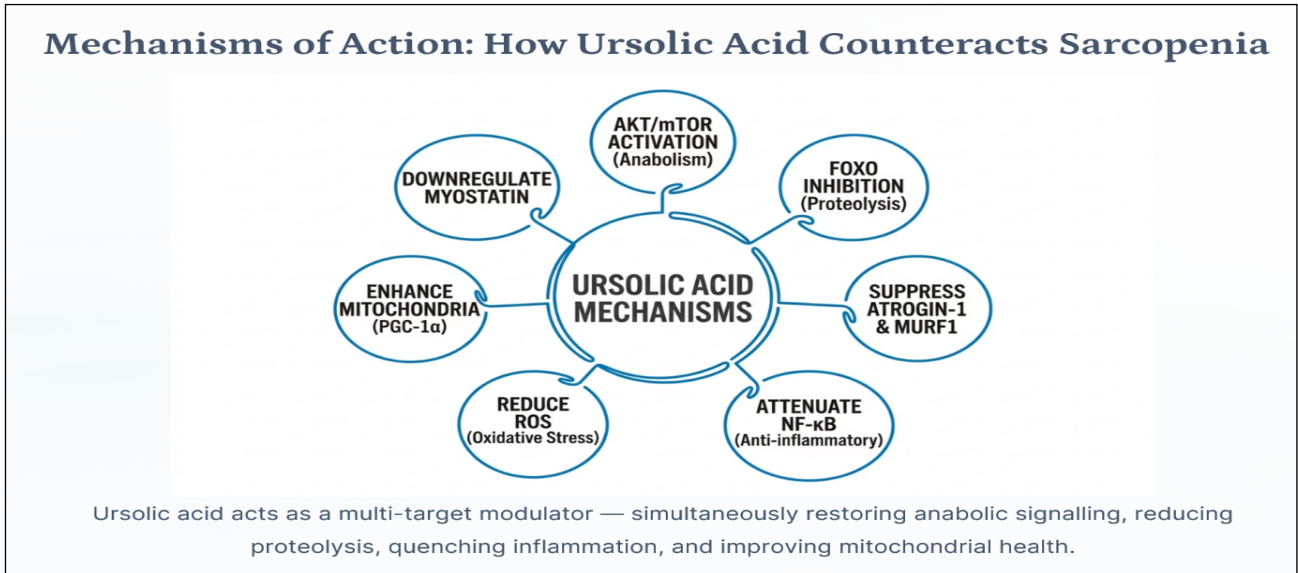 Mechanisms of Action: How Ursolic Acid Counteracts Sarcopenia
AKT/mTOR
ACTIVATION
(Anabolism)
DOWNREGULATE
MYOSTATIN
FOXO
INHIBITION
(Proteolysis)
URSOLIC ACID
MECHANISMS
ENHANCE
MITOCHONDRIA
(PGC-1α)
SUPPRESS
ATROGIN-1
& MURF1
REDUCE
ROS
(Oxidative Stress)
ATTENUATE
NF-κB
(Anti-inflammatory)
Ursolic acid acts as a multi-target modulator — simultaneously restoring anabolic signalling, reducing
proteolysis, quenching inflammation, and improving mitochondrial health.